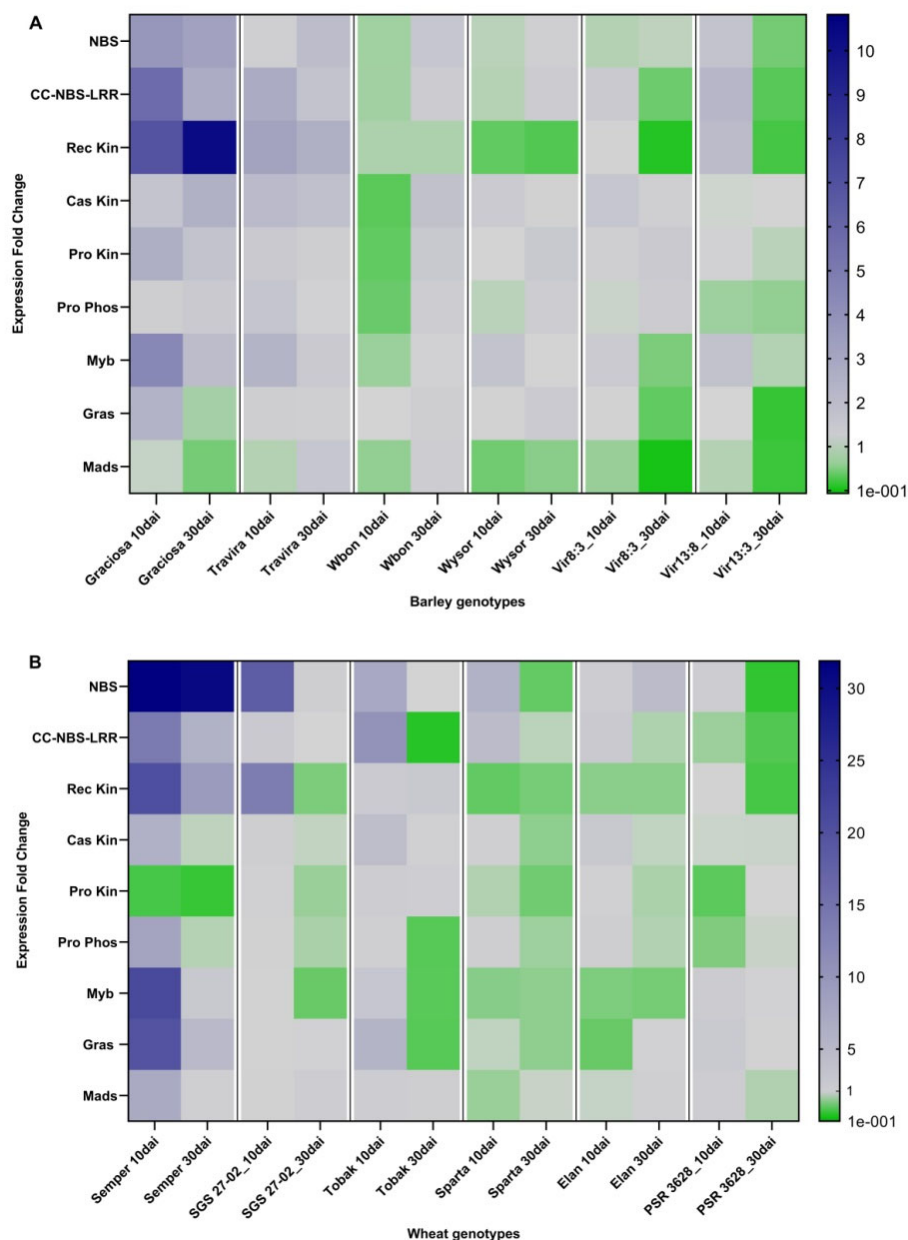 A
Expression Fold Change
NBS
CC-NBS-LRR
Rec Kin
Cas Kin
Pro Kin
Pro Phos
Myb
Gras
Mads
10
9
8
7
6
5
4
3
2
1
1e-001
Graciosa 10dai
Graciosa 30dai
Travira 10dai
Travira 30dai
Wbon 10dai
Wbon 30dai
Wysor 10dai
Wysor 30dai
Vir8:3_10dai
Vir8:3_30dai
Vir13:8_10dai
Vir13:3_30dai
Barley genotypes
B
Expression Fold Change
NBS
CC-NBS-LRR
Rec Kin
Cas Kin
Pro Kin
Pro Phos
Myb
Gras
Mads
30
25
20
15
10
5
1
1e-001
Semper 10dai
Semper 30dai
SGS 27-02_10dai
SGS 27-02_30dai
Tobak 10dai
Tobak 30dai
Sparta 10dai
Sparta 30dai
Elan 10dai
Elan 30dai
PSR 3628_10dai
PSR 3628_30dai
Wheat genotypes